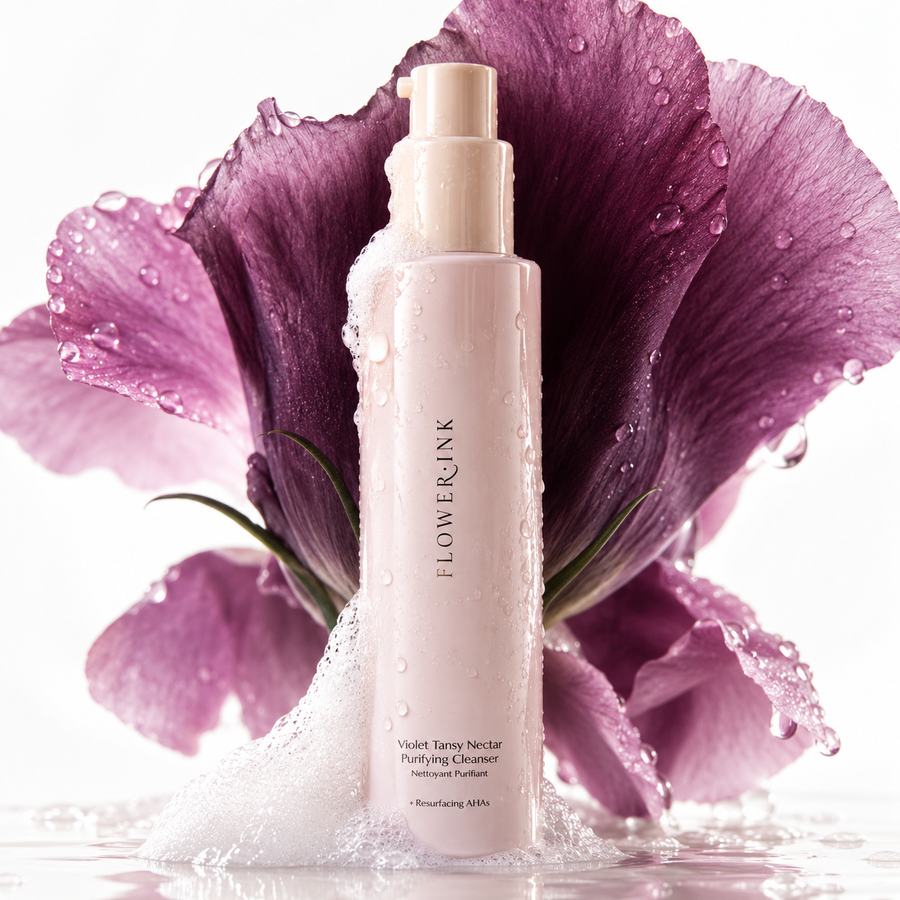 FLOWER·INK
Violet Tansy Nectar
Purifying Cleanser
Nettoyant Purifiant
+ Resurfacing AHAs